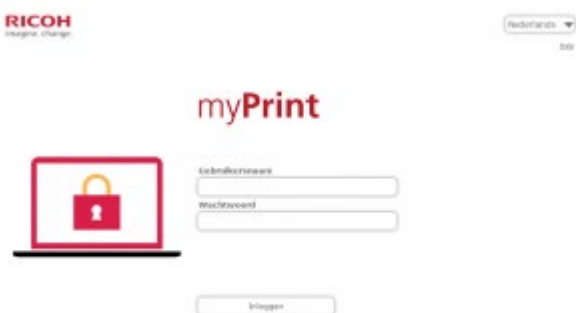 RICOH
imagine. change.
Nederlands
myPrint
Gebruikersnaam
Wachtwoord
Inloggen